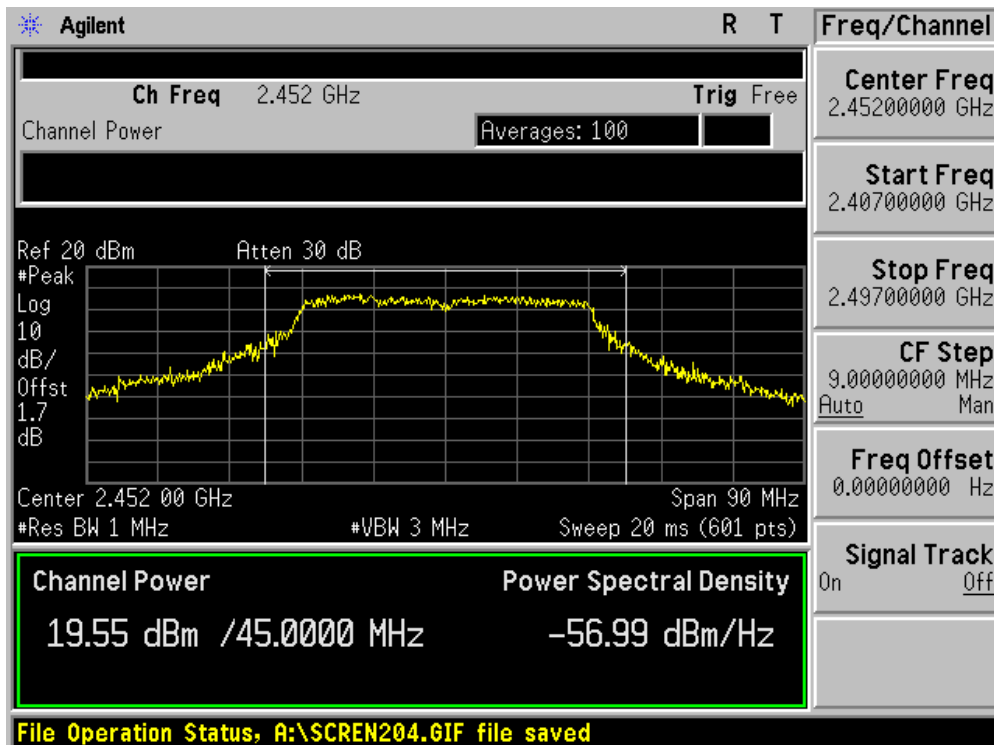 Agilent R T
Ch Freq 2.452 GHz Trig Free
Channel Power Averages: 100
Ref 20 dBm Atten 30 dB
#Peak
Log
10
dB/
Offst
1.7
dB
Center 2.452 00 GHz Span 90 MHz
#Res BW 1 MHz #VBW 3 MHz Sweep 20 ms (601 pts)
Channel Power Power Spectral Density
19.55 dBm /45.0000 MHz -56.99 dBm/Hz
File Operation Status, A:\SCREN204.GIF file saved
Freq/Channel
Center Freq
2.45200000 GHz
Start Freq
2.40700000 GHz
Stop Freq
2.49700000 GHz
CF Step
9.00000000 MHz
Auto Man
Freq Offset
0.00000000 Hz
Signal Track
On Off